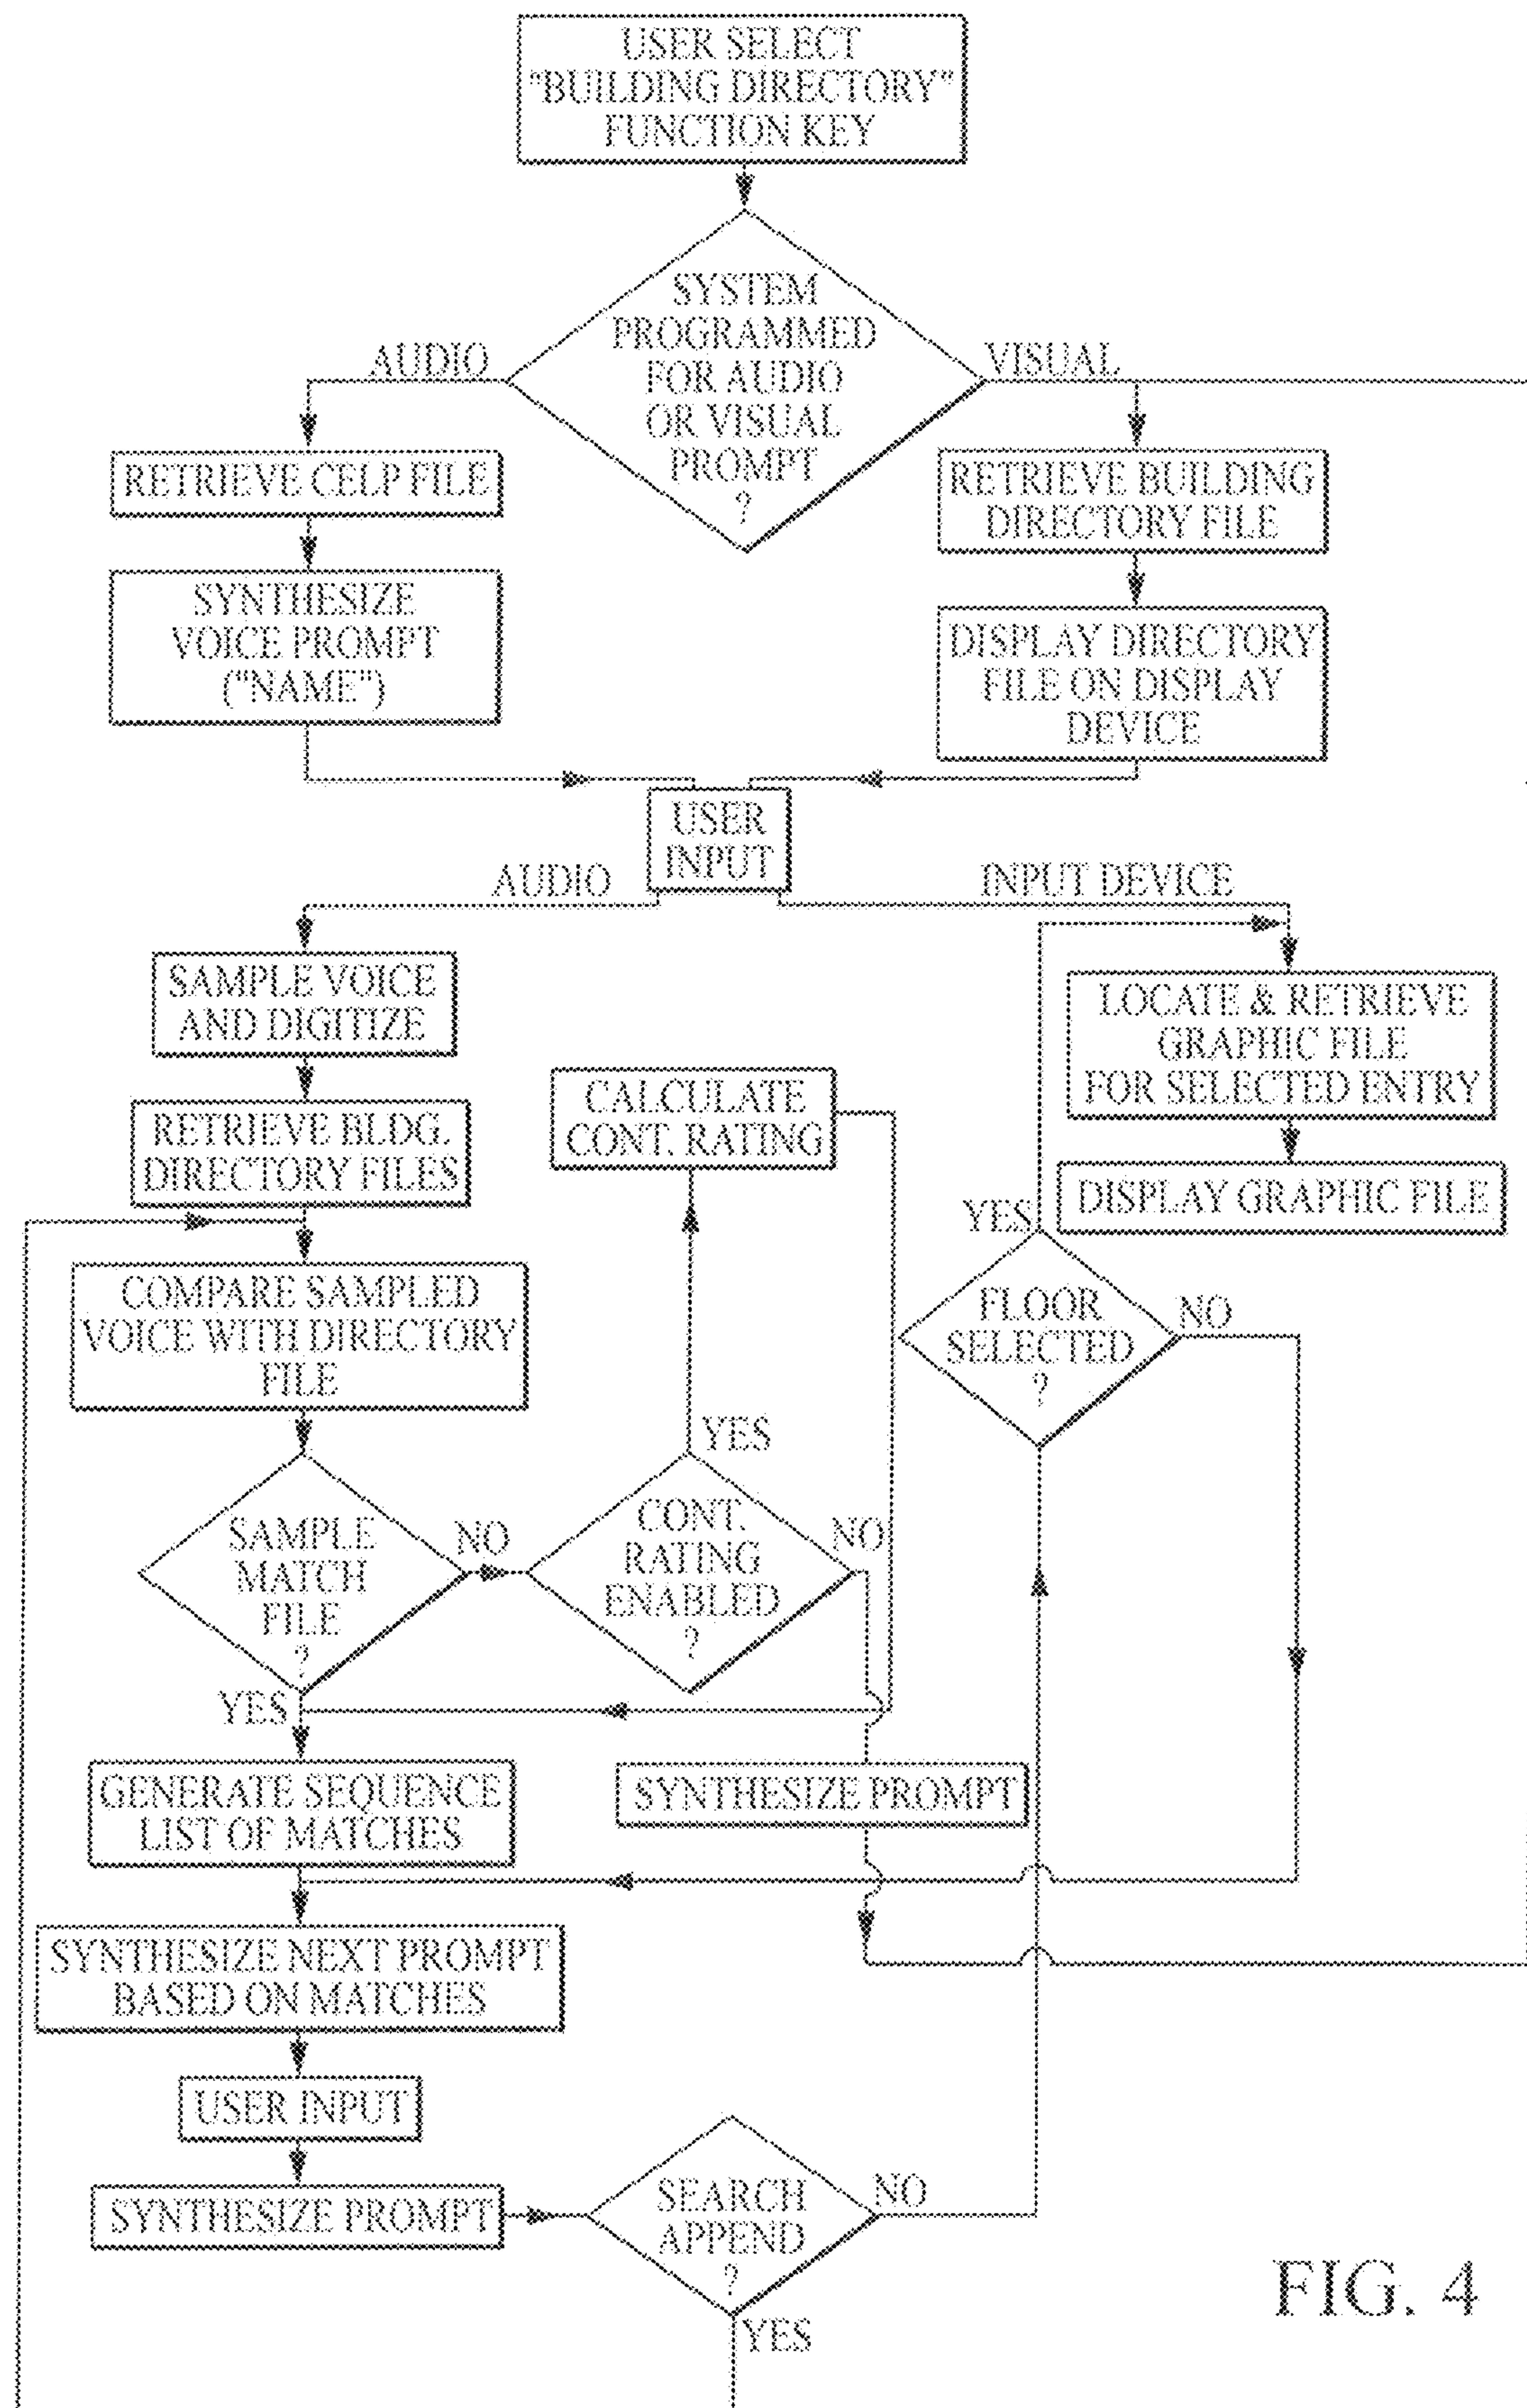 USER SELECT
"BUILDING DIRECTORY"
FUNCTION KEY
SYSTEM
PROGRAMMED
FOR AUDIO
OR VISUAL
PROMPT
?
AUDIO
VISUAL
RETRIEVE CELP FILE
RETRIEVE BUILDING
DIRECTORY FILE
SYNTHESIZE
VOICE PROMPT
("NAME")
DISPLAY DIRECTORY
FILE ON DISPLAY
DEVICE
USER
INPUT
AUDIO
INPUT DEVICE
SAMPLE VOICE
AND DIGITIZE
LOCATE & RETRIEVE
GRAPHIC FILE
FOR SELECTED ENTRY
CALCULATE
CONT. RATING
RETRIEVE BLDG.
DIRECTORY FILES
DISPLAY GRAPHIC FILE
YES
COMPARE SAMPLED
VOICE WITH DIRECTORY
FILE
FLOOR
SELECTED
?
NO
YES
SAMPLE
MATCH
FILE
?
NO
CONT.
RATING
ENABLED
?
NO
YES
GENERATE SEQUENCE
LIST OF MATCHES
SYNTHESIZE PROMPT
SYNTHESIZE NEXT PROMPT
BASED ON MATCHES
USER INPUT
SYNTHESIZE PROMPT
SEARCH
APPEND
?
NO
YES
FIG. 4